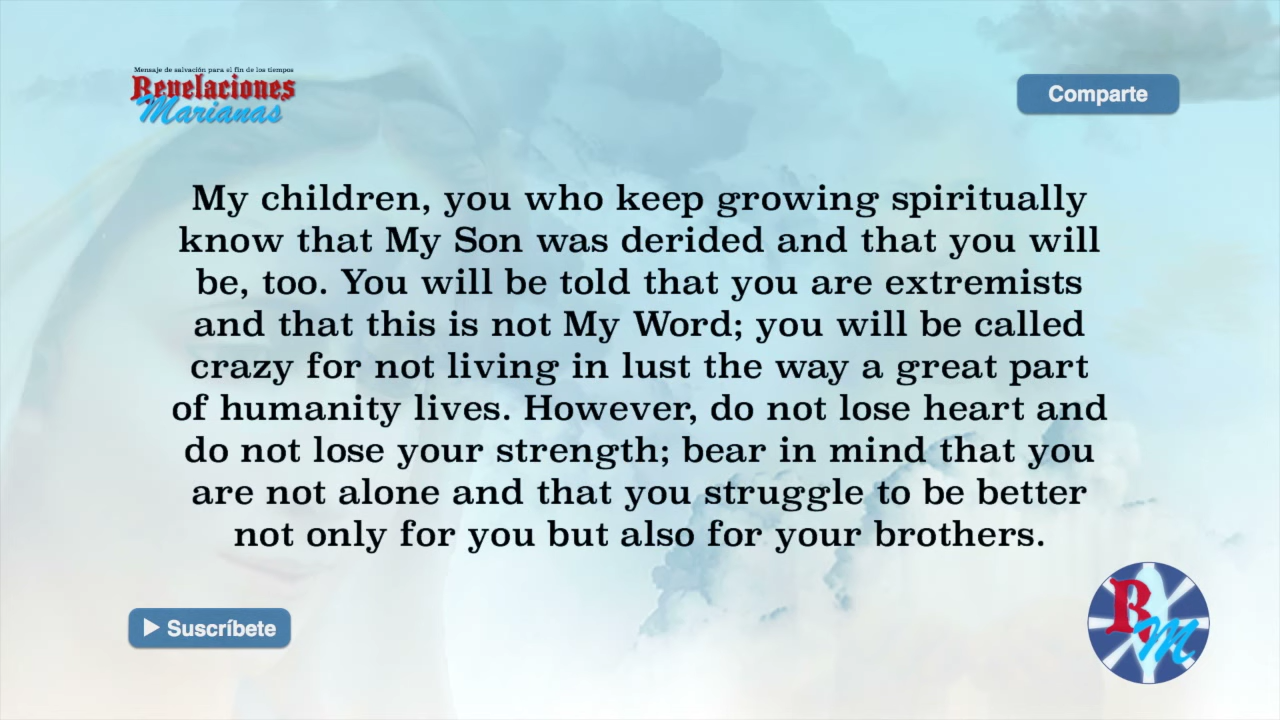 Mensaje de salvación para el fin de los tiempos
Revelaciones
Marianas
Comparte
My children, you who keep growing spiritually
know that My Son was derided and that you will
be, too. You will be told that you are extremists
and that this is not My Word; you will be called
crazy for not living in lust the way a great part
of humanity lives. However, do not lose heart and
do not lose your strength; bear in mind that you
are not alone and that you struggle to be better
not only for you but also for your brothers.
Suscríbete
RM